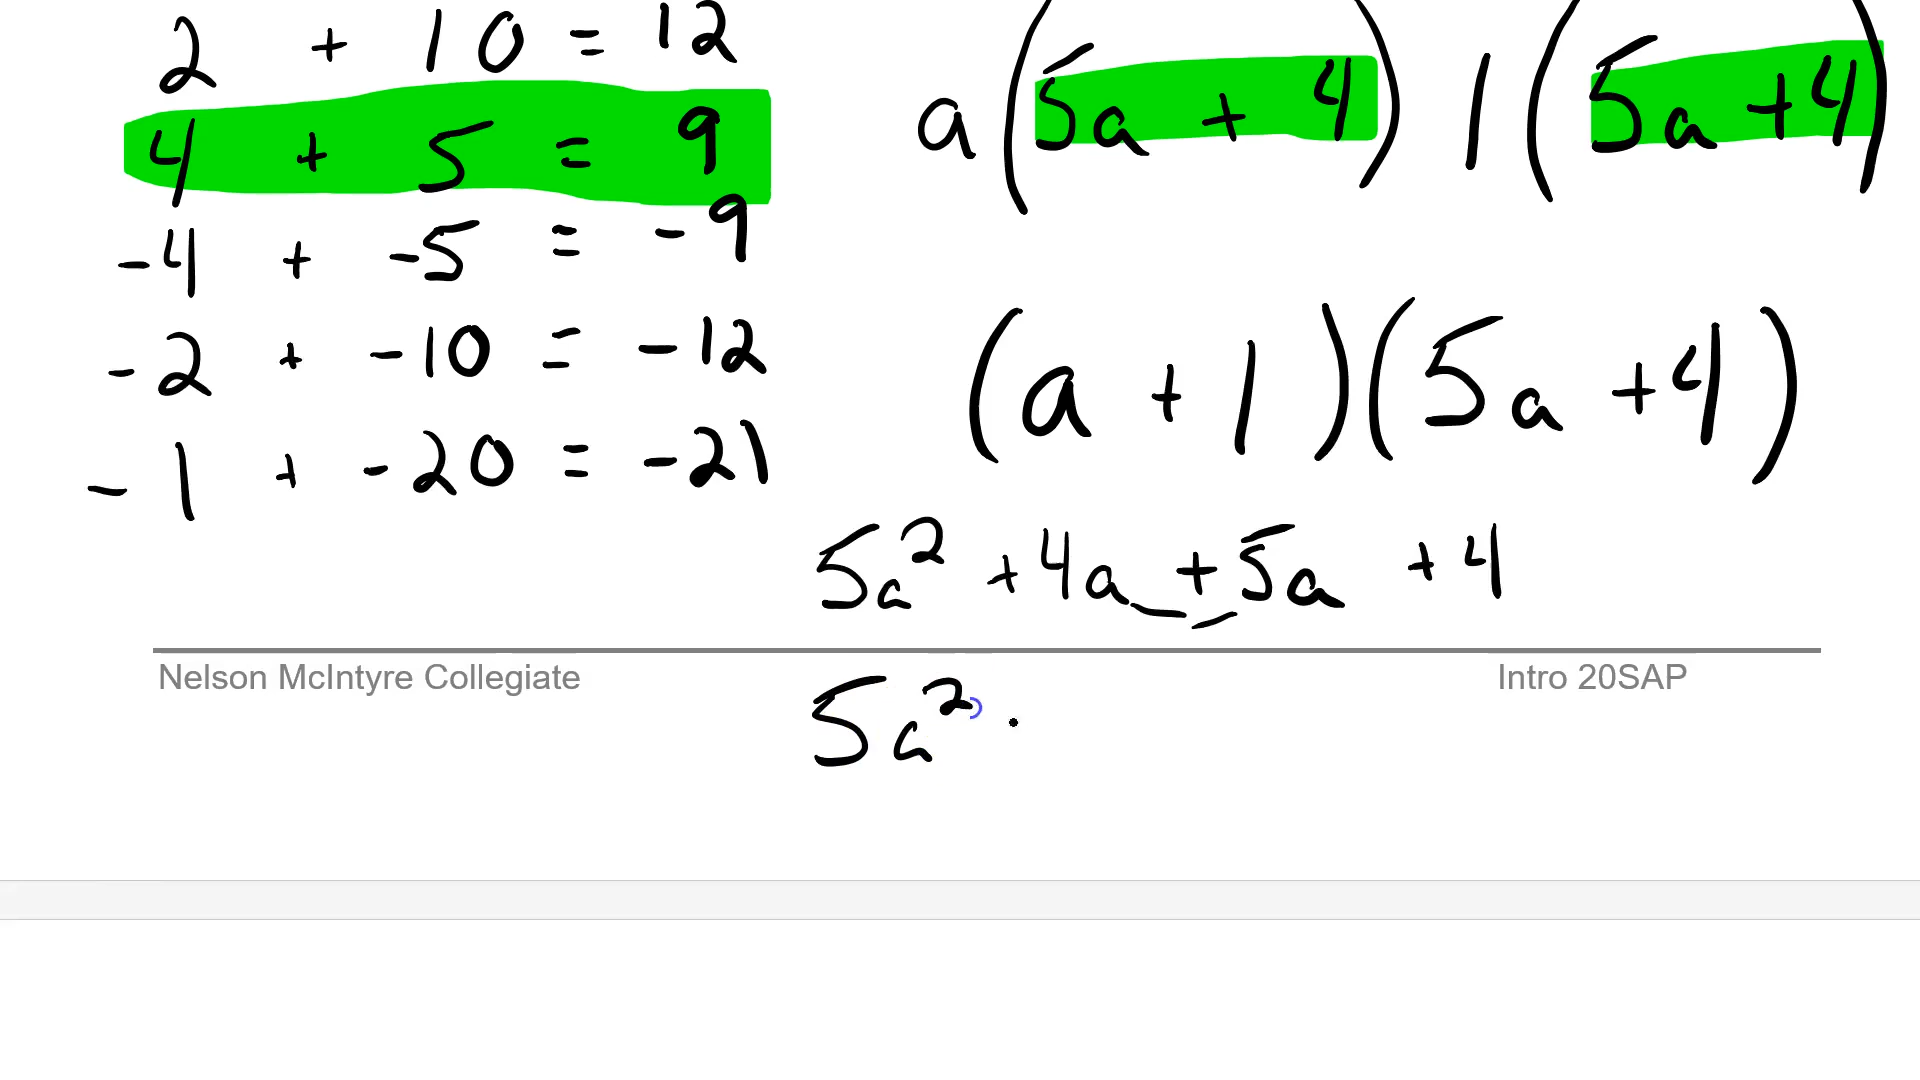 2 + 10 = 12
4 + 5 = 9
-4 + -5 = -9
-2 + -10 = -12
-1 + -20 = -21
a(5a + 4) 1(5a +4)
(a + 1)(5a +4)
5a² +4a +5a +4
Nelson McIntyre Collegiate
Intro 20SAP
5a²